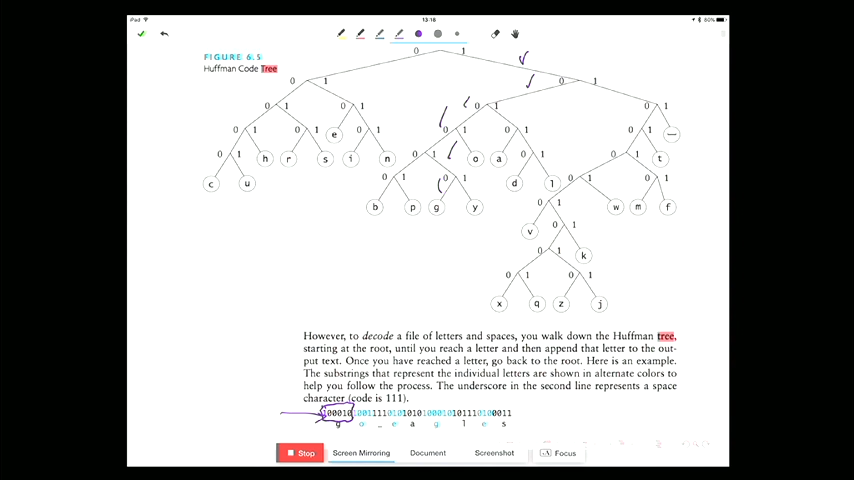 iPad
13:18
80%
FIGURE 6.5
Huffman Code Tree
0 1
0 1 0 1
0 1 0 1 0 1 0 1
0 1 0 1 e 0 1 0 1 0 1 0 1 _
0 1 h r s i n 0 1 o a 0 1 0 1 t
c u 0 1 0 1 d l 0 1 0 1
b p g y 0 1 w m f
v 0 1
0 1 k
0 1 0 1
x q z j
However, to decode a file of letters and spaces, you walk down the Huffman tree,
starting at the root, until you reach a letter and then append that letter to the out-
put text. Once you have reached a letter, go back to the root. Here is an example.
The substrings that represent the individual letters are shown in alternate colors to
help you follow the process. The underscore in the second line represents a space
character (code is 111).
10001010011110101010100010101110100011
g o _ e a g l e s
Stop Screen Mirroring Document Screenshot A Focus